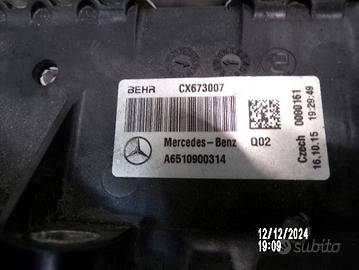 BEHR CX673007
Mercedes-Benz Q02
A6510900314
Czech 0099161
16.10.15 19:29:49
12/12/2024
19:09
subito